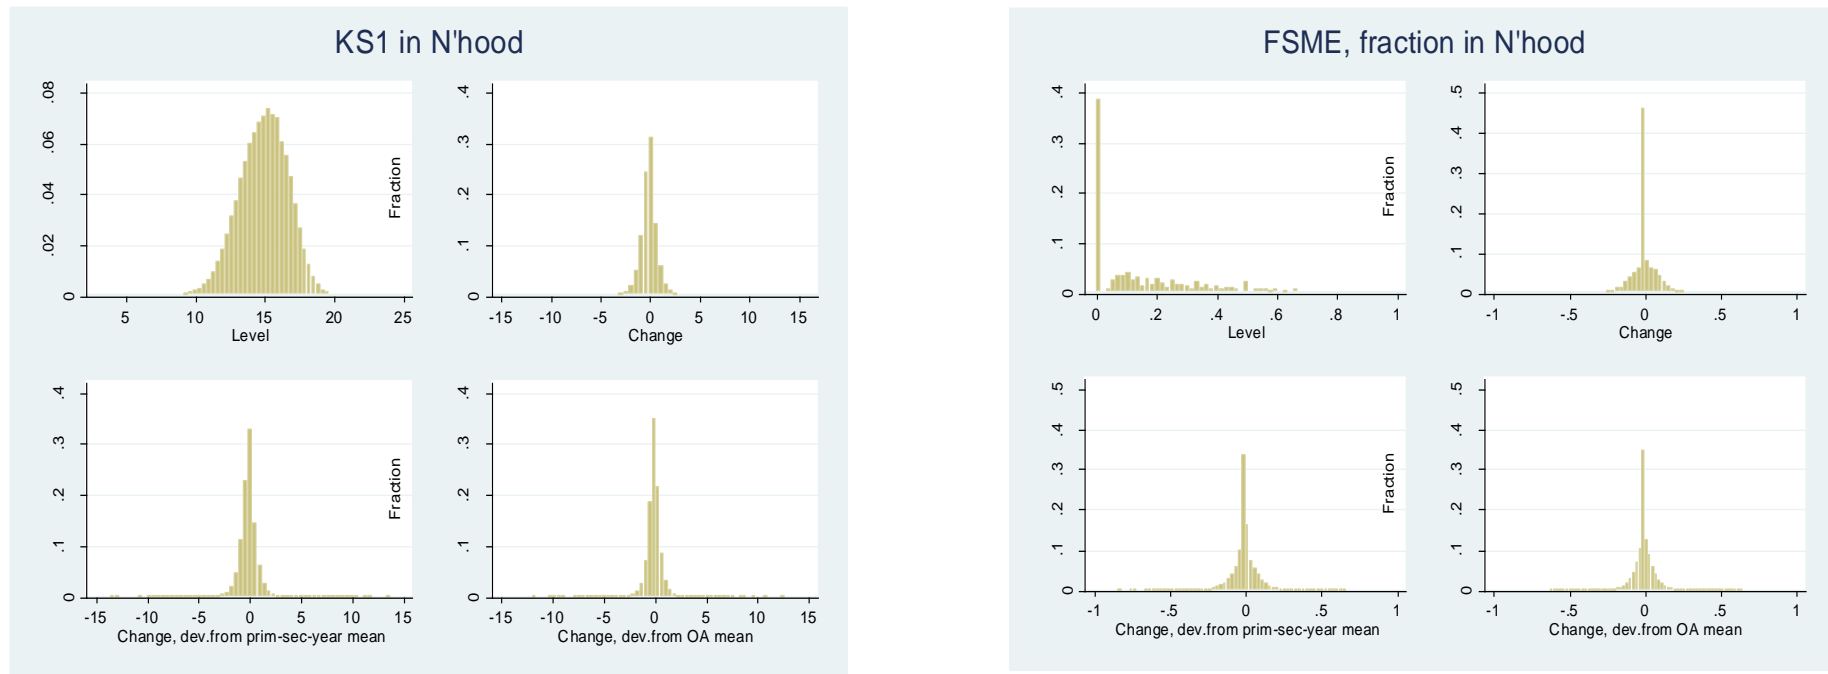 KS1 in N'hood
.08
.06
.04
.02
0
5 10 15 20 25
Level
.4
.3
.2
.1
0
-15 -10 -5 0 5 10 15
Change
Fraction
.4
.3
.2
.1
0
-15 -10 -5 0 5 10 15
Change, dev.from prim-sec-year mean
.4
.3
.2
.1
0
-15 -10 -5 0 5 10 15
Change, dev.from OA mean
Fraction
FSME, fraction in N'hood
.4
.3
.2
.1
0
0 .2 .4 .6 .8 1
Level
.5
.4
.3
.2
.1
0
-1 -.5 0 .5 1
Change
Fraction
.5
.4
.3
.2
.1
0
-1 -.5 0 .5 1
Change, dev.from prim-sec-year mean
.5
.4
.3
.2
.1
0
-1 -.5 0 .5 1
Change, dev.from OA mean
Fraction